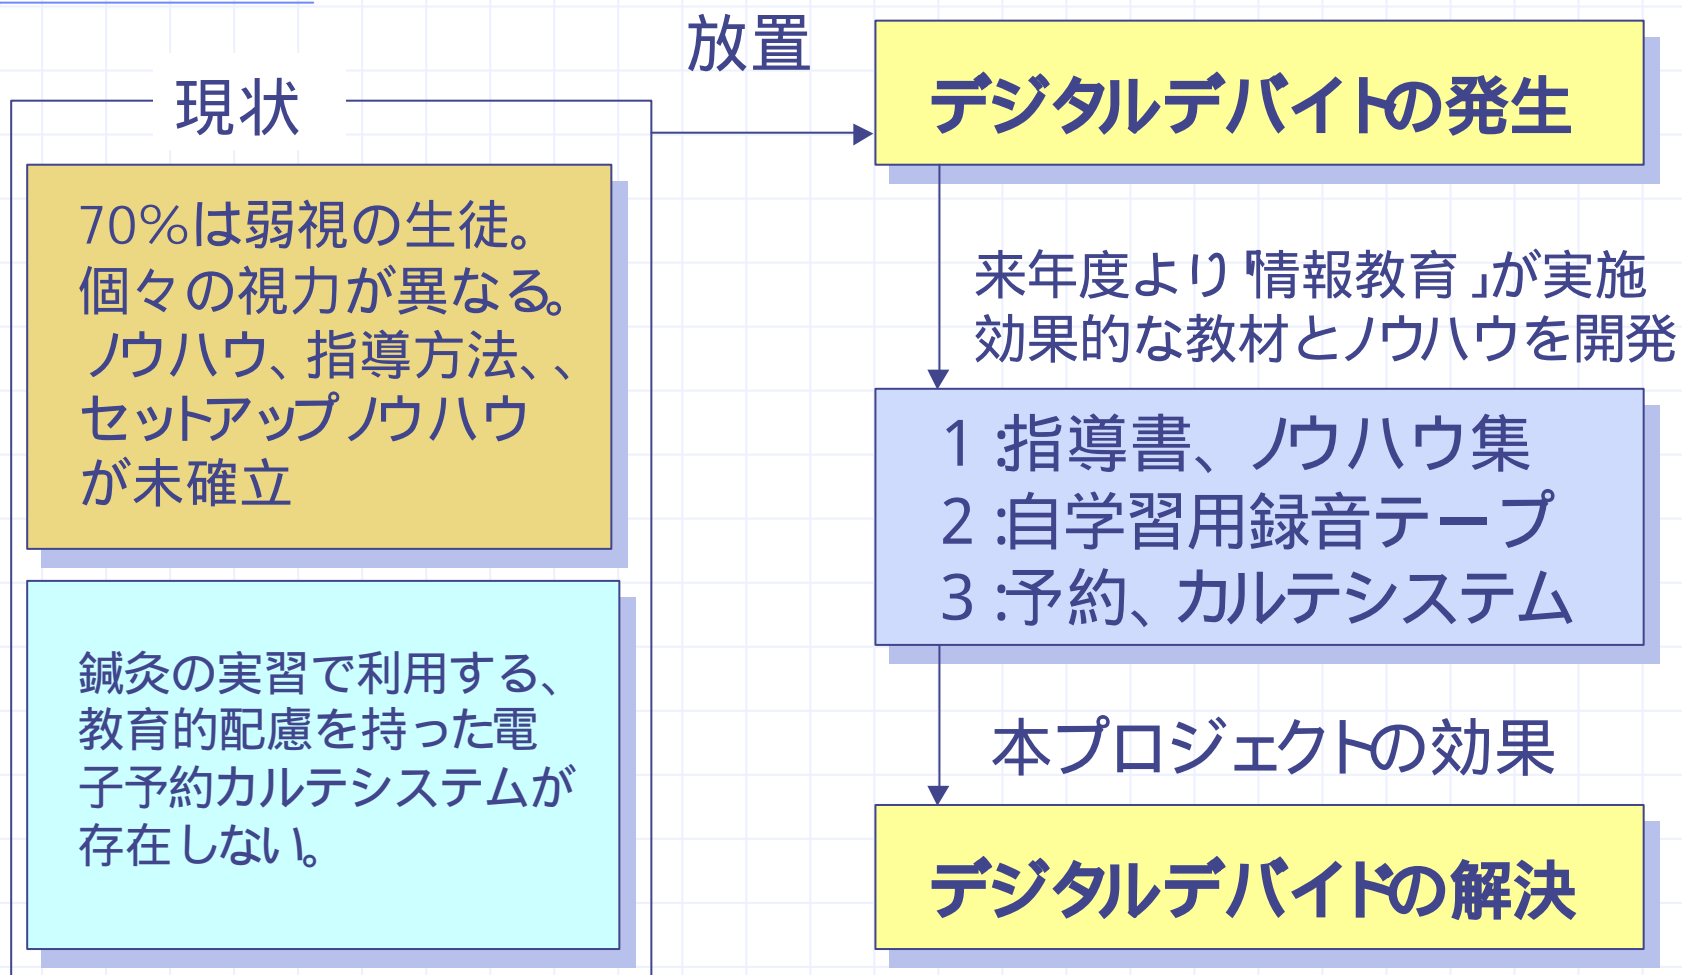 現状
70%は弱視の生徒。
個々の視力が異なる。
ノウハウ、指導方法、、
セットアップノウハウ
が未確立
鍼灸の実習で利用する、
教育的配慮を持った電
子予約カルテシステムが
存在しない。
放置
デジタルデバイトの発生
来年度より「情報教育」が実施
効果的な教材とノウハウを開発
1:指導書、ノウハウ集
2:自学習用録音テープ
3:予約、カルテシステム
本プロジェクトの効果
デジタルデバイドの解決